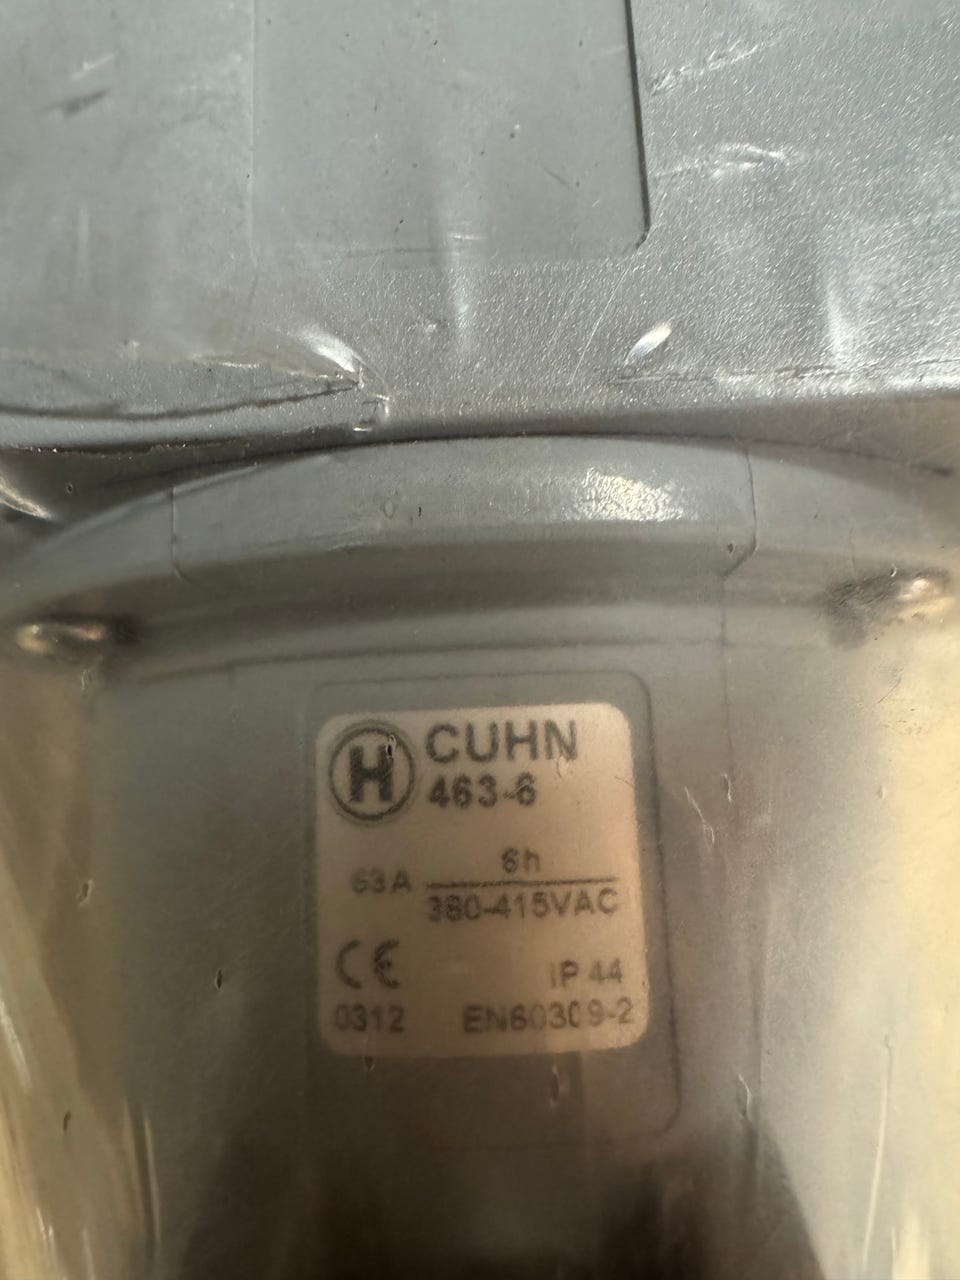 H CUHN
463-6
6h
63A
380-415VAC
CE IP 44
0312 EN60309-2